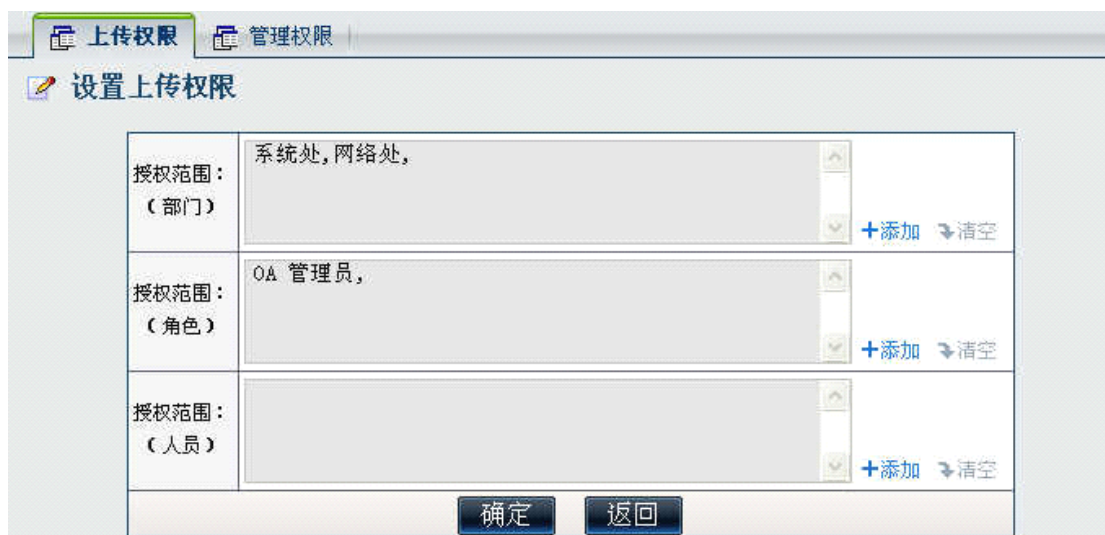 上传权限 管理权限
设置上传权限
授权范围：
（部门）
系统处,网络处,
+添加 清空
授权范围：
（角色）
OA 管理员,
+添加 清空
授权范围：
（人员）
+添加 清空
确定 返回